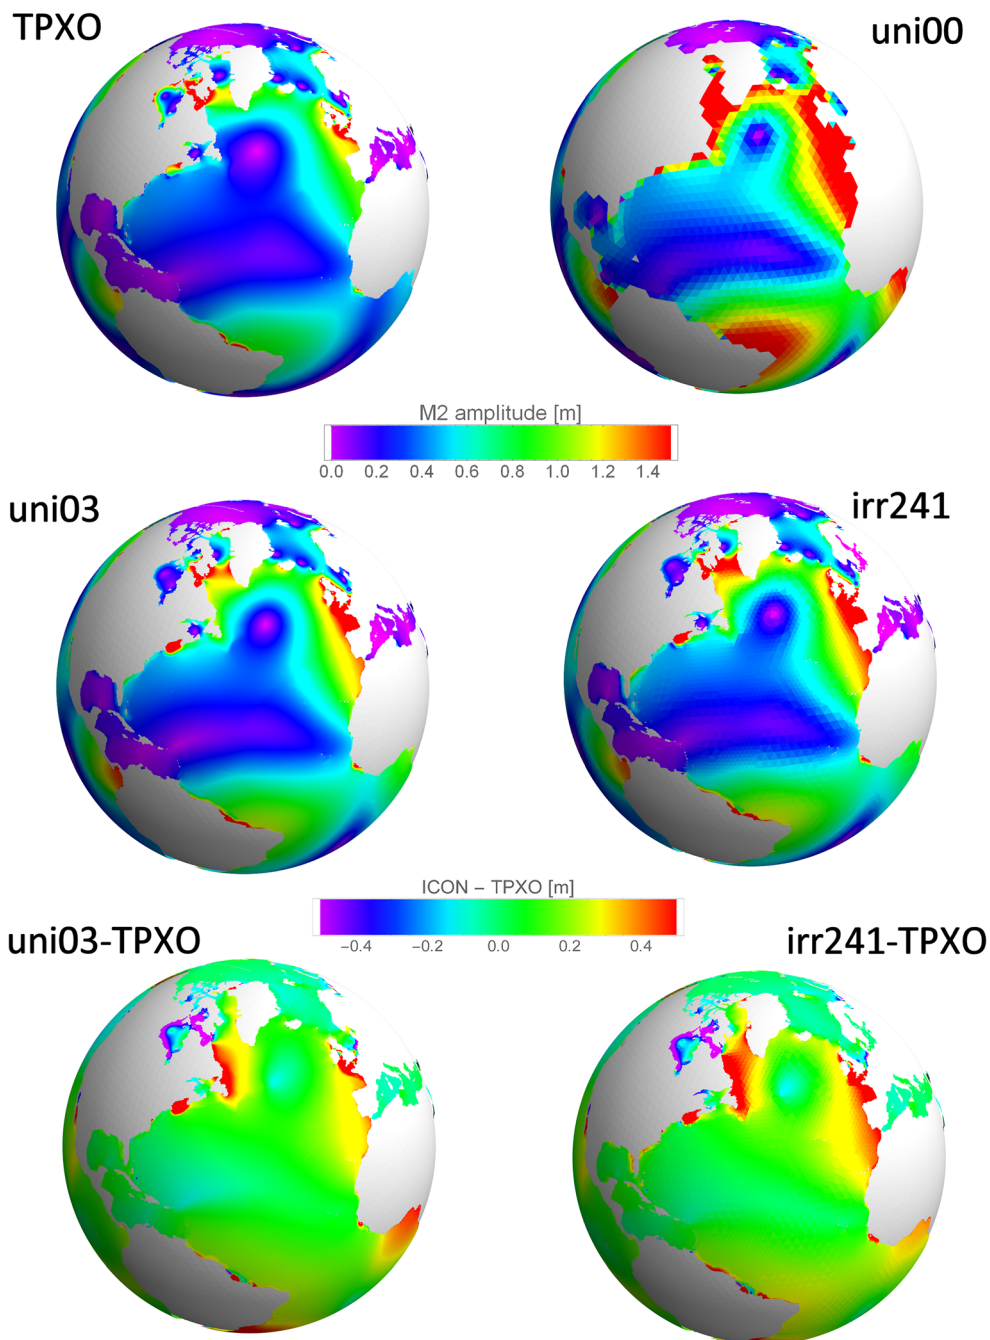 TPXO
uni00
M2 amplitude [m]
0.0 0.2 0.4 0.6 0.8 1.0 1.2 1.4
uni03
irr241
ICON – TPXO [m]
−0.4 −0.2 0.0 0.2 0.4
uni03-TPXO
irr241-TPXO